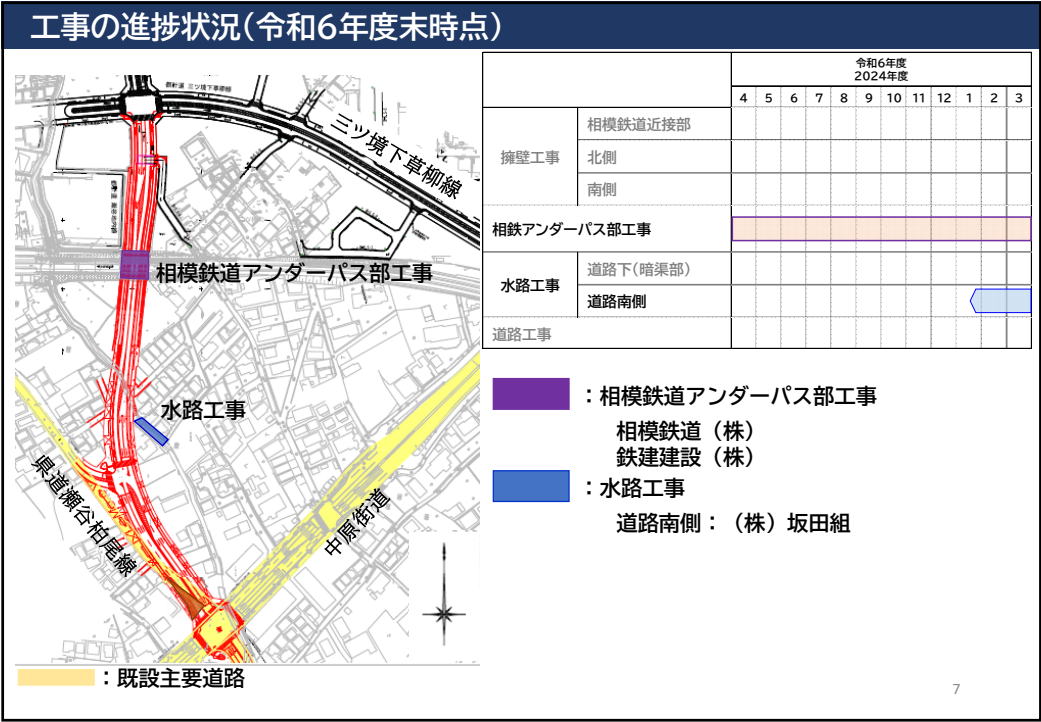 工事の進捗状況(令和6年度末時点)
令和6年度
2024年度
4 5 6 7 8 9 10 11 12 1 2 3
擁壁工事
相模鉄道近接部
北側
南側
相鉄アンダーパス部工事
水路工事
道路下(暗渠部)
道路南側
道路工事
三ツ境下草柳線
三ツ境下草柳線
相模鉄道アンダーパス部工事
水路工事
県道瀬谷柏尾線
中原街道
:既設主要道路
:相模鉄道アンダーパス部工事
相模鉄道(株)
鉄建建設(株)
:水路工事
道路南側:(株)坂田組
7